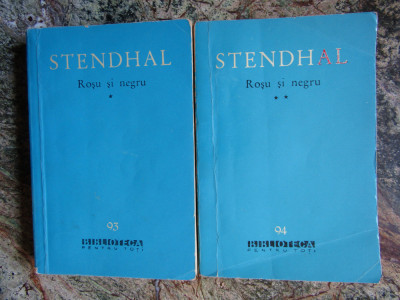 STENDHAL
Roşu şi negru
*
93
BIBLIOTECA
PENTRU TOŢI
STENDHAL
Roşu şi negru
* *
94
BIBLIOTECA
PENTRU TOŢI